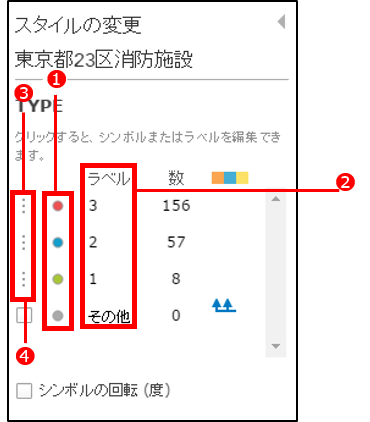 スタイルの変更
東京都23区消防施設
❶
❸
TYPE
クリックすると、シンボルまたはラベルを編集でき
ます。
ラベル 数
❷
3 156
2 57
1 8
その他 0
❹
シンボルの回転 (度)